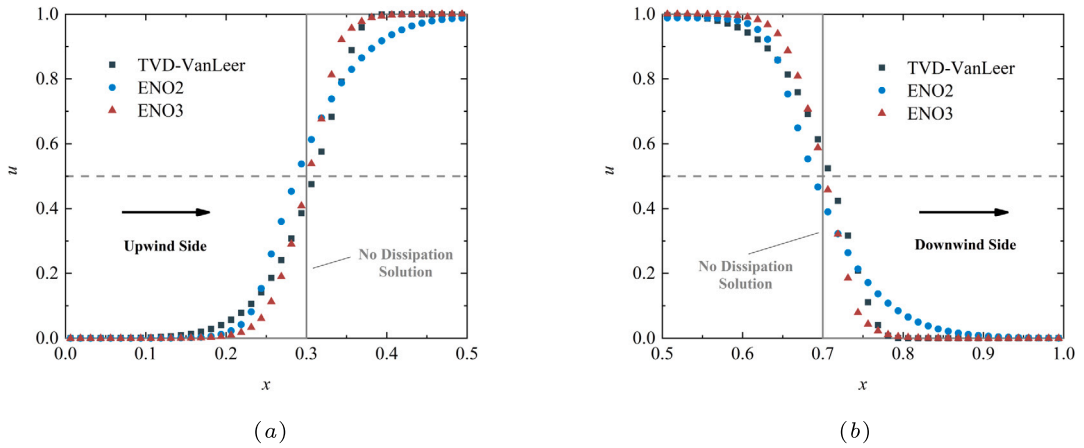 1.0
0.8
0.6
0.4
0.2
0.0
u
TVD-VanLeer
ENO2
ENO3
Upwind Side
No Dissipation
Solution
0.0 0.1 0.2 0.3 0.4 0.5
x
(a)
1.0
0.8
0.6
0.4
0.2
0.0
u
TVD-VanLeer
ENO2
ENO3
No Dissipation
Solution
Downwind Side
0.5 0.6 0.7 0.8 0.9 1.0
x
(b)